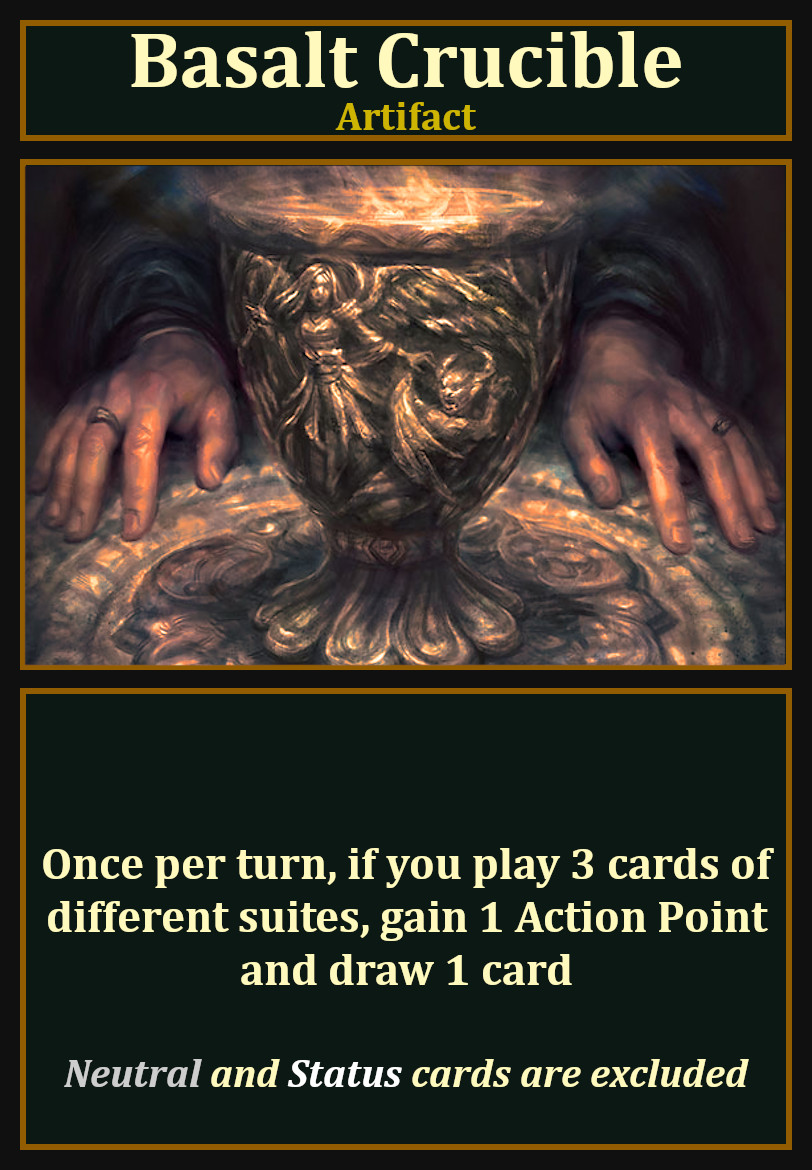 Basalt Crucible
Artifact
Once per turn, if you play 3 cards of
different suites, gain 1 Action Point
and draw 1 card
Neutral and Status cards are excluded